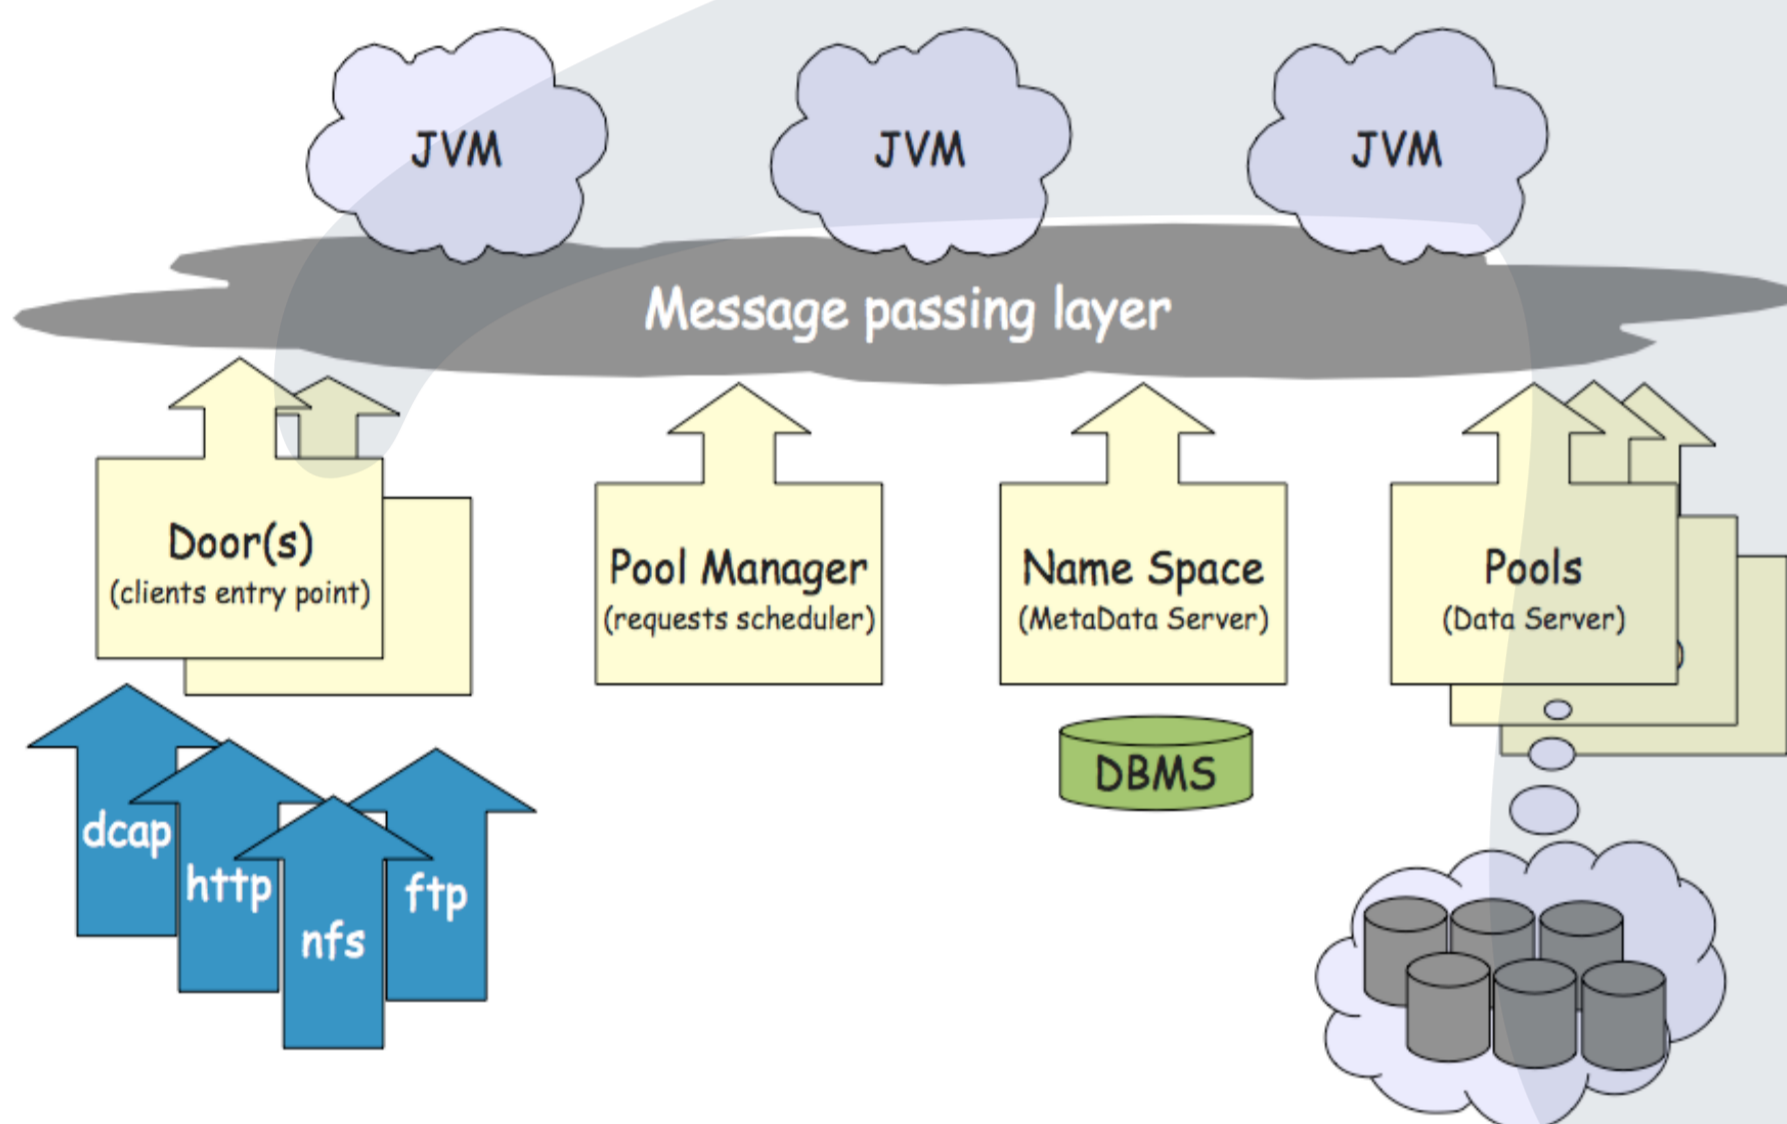 JVM
JVM
JVM
Message passing layer
Door(s)
(clients entry point)
Pool Manager
(requests scheduler)
Name Space
(MetaData Server)
Pools
(Data Server)
DBMS
dcap
http
nfs
ftp